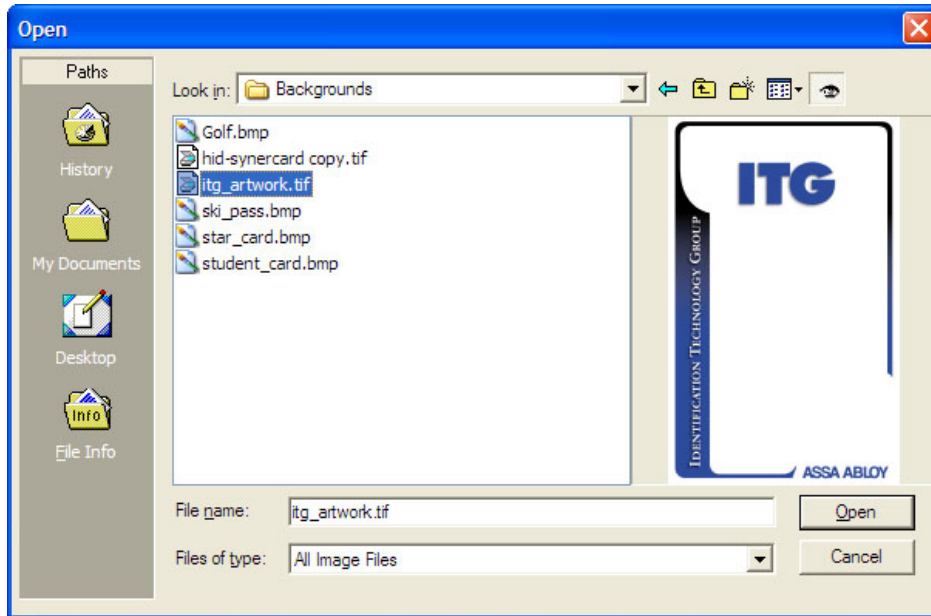 Open
Paths
History
My Documents
Desktop
Info
File Info
Look in: Backgrounds
Golf.bmp
hid-synercard copy.tif
itg_artwork.tif
ski_pass.bmp
star_card.bmp
student_card.bmp
ITG
IDENTIFICATION TECHNOLOGY GROUP
ASSA ABLOY
File name: itg_artwork.tif
Open
Files of type: All Image Files
Cancel